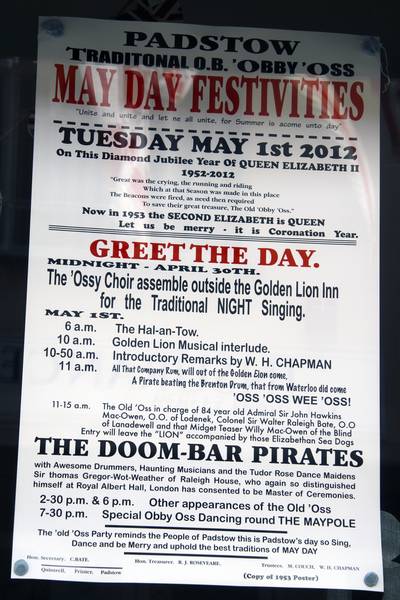 PADSTOW
TRADITONAL O.B. 'OBBY 'OSS
MAY DAY FESTIVITIES
"Unite and unite and let ne all unite, for Summer is acome unto day"
TUESDAY MAY 1st 2012
On This Diamond Jubilee Year Of QUEEN ELIZABETH II
1952-2012
"Great was the crying, the running and riding
Which at that Season was made in this place
The Beacons were fired, as need then required
To save their great treasure, The Old 'Obby 'Oss."
Now in 1953 the SECOND ELIZABETH is QUEEN
Let us be merry - it is Coronation Year.
GREET THE DAY.
MIDNIGHT - APRIL 30TH.
The 'Ossy Choir assemble outside the Golden Lion Inn
for the Traditional NIGHT Singing.
MAY 1ST.
6 a.m. The Hal-an-Tow.
10 a.m. Golden Lion Musical interlude.
10-50 a.m. Introductory Remarks by W. H. CHAPMAN
11 a.m. All That Company Rum, will out of the Golden Lion come,
A Pirate beating the Brenton Drum, that from Waterloo did come
'OSS 'OSS WEE 'OSS!
11-15 a.m. The Old 'Oss in charge of 84 year old Admiral Sir John Hawkins
Mac-Owen, O.O. of Lodenek, Colonel Sir Walter Raleigh Bate, O.O
of Lanadwell and that Midget Teaser Willy Mac-Owen of the Blind
Entry will leave the "LION" accompanied by those Elizabethan Sea Dogs
THE DOOM-BAR PIRATES
with Awesome Drummers, Haunting Musicians and the Tudor Rose Dance Maidens
Sir thomas Gregor-Wot-Weather of Raleigh House, who again so distinguished
himself at Royal Albert Hall, London has consented to be Master of Ceremonies.
2-30 p.m. & 6 p.m. Other appearances of the Old 'Oss
7-30 p.m. Special Obby Oss Dancing round THE MAYPOLE
The 'old 'Oss Party reminds the People of Padstow this is Padstow's day so Sing,
Dance and be Merry and uphold the best traditions of MAY DAY
Hon. Secretary. C.BATE. Hon. Treasurer. R. J. ROSEVEARE. Trustees. M. COUCH, W. H. CHAPMAN
Quintrell, Printer, Padstow (Copy of 1953 Poster)